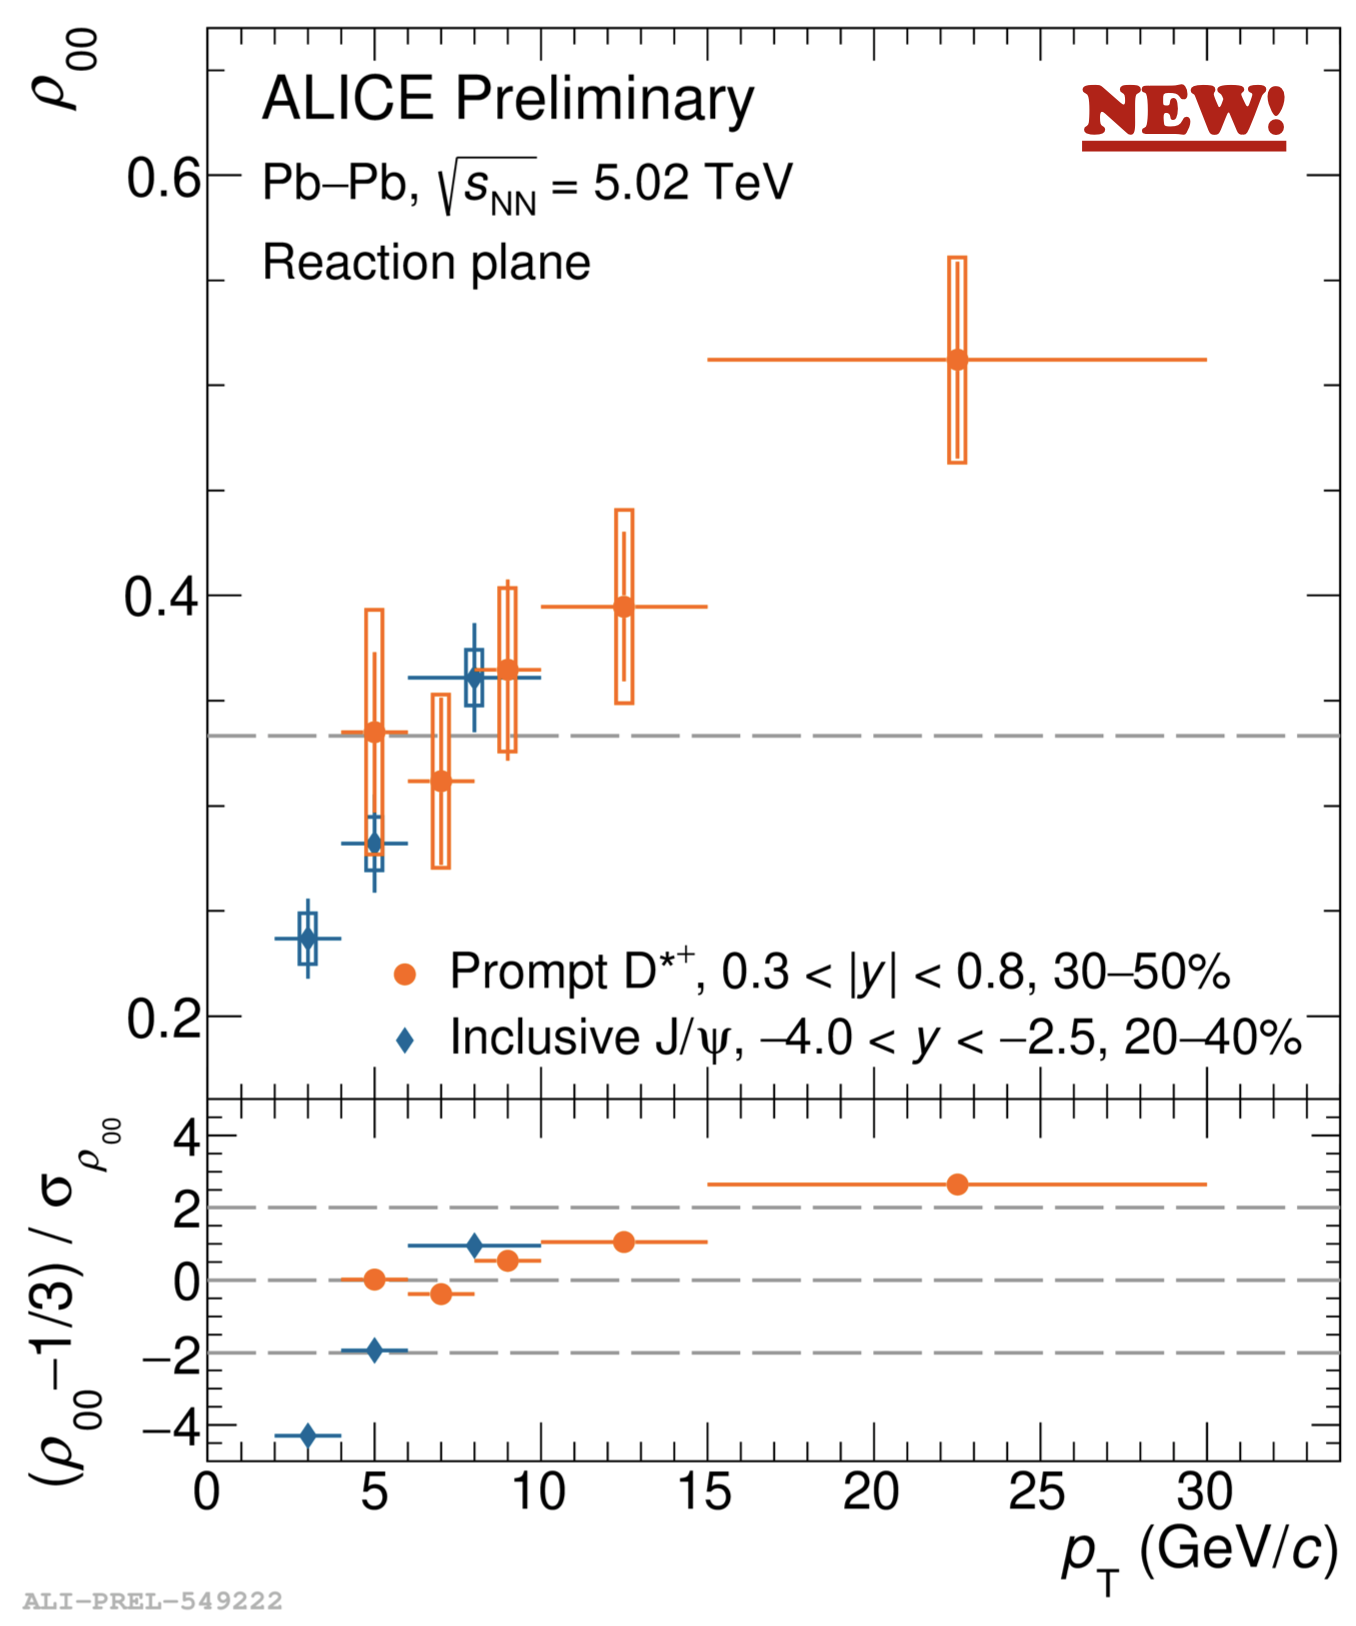 ρ00
ALICE Preliminary
NEW!
Pb–Pb, √sNN = 5.02 TeV
Reaction plane
0.6
0.4
0.2
Prompt D*+, 0.3 < |y| < 0.8, 30–50%
Inclusive J/ψ, –4.0 < y < –2.5, 20–40%
(ρ00–1/3) / σρ00
4
2
0
−2
−4
0 5 10 15 20 25 30
pT (GeV/c)
ALI-PREL-549222